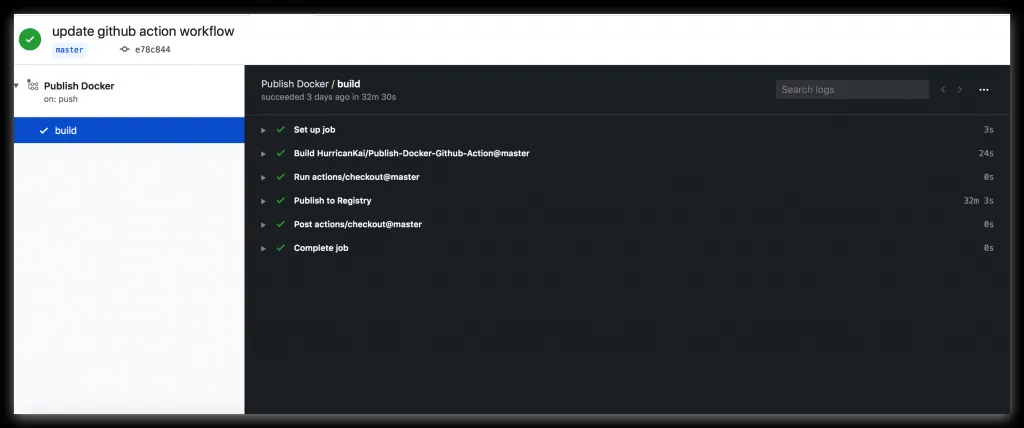 update github action workflow
master e78c844
Publish Docker
on: push
build
Publish Docker / build
succeeded 3 days ago in 32m 30s
Search logs
Set up job 3s
Build HurricanKai/Publish-Docker-Github-Action@master 24s
Run actions/checkout@master 0s
Publish to Registry 32m 3s
Post actions/checkout@master 0s
Complete job 0s